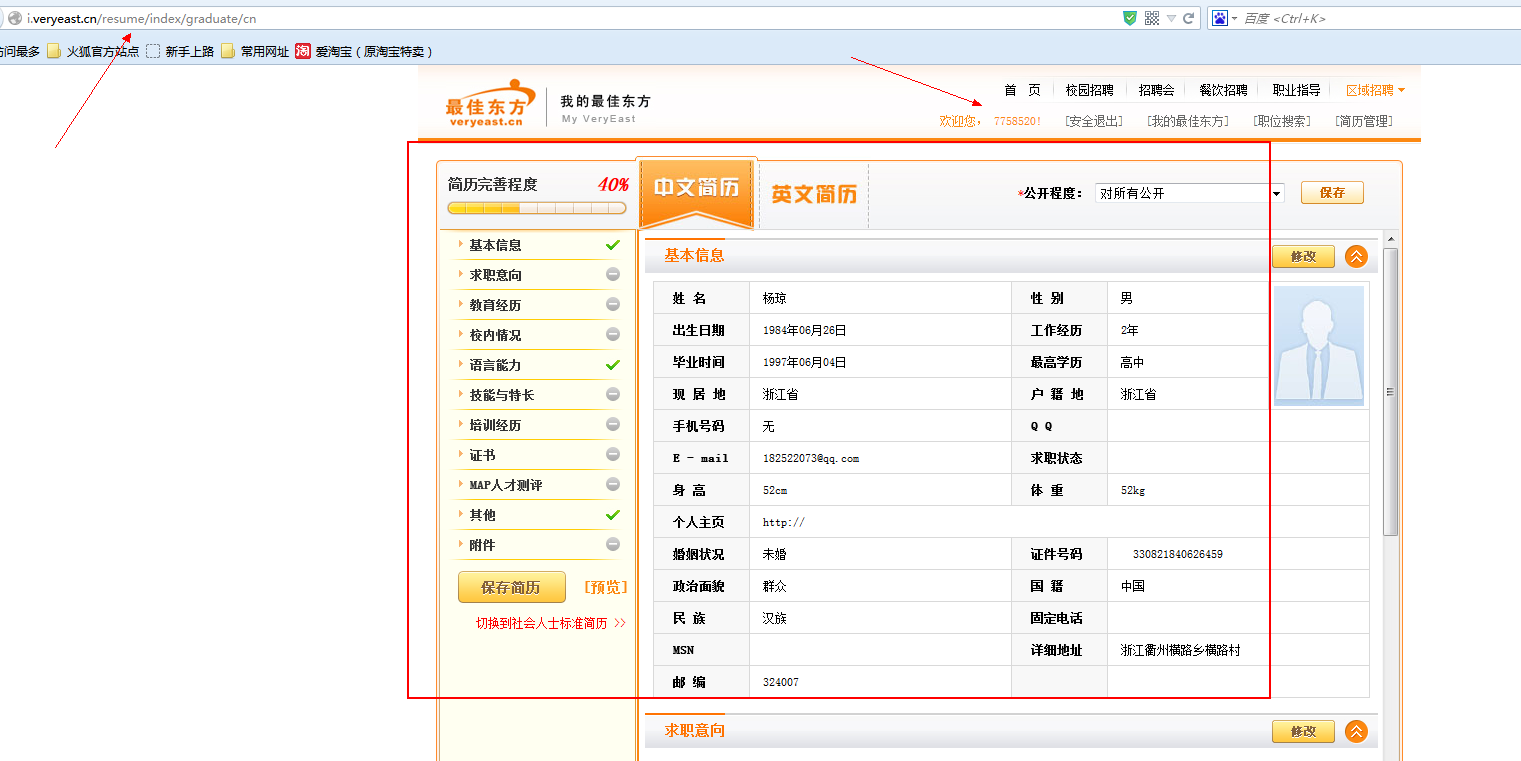 i.veryeast.cn/resume/index/graduate/cn
百度 <Ctrl+K>
访问最多 火狐官方站点 新手上路 常用网址 淘 爱淘宝（原淘宝特卖）
最佳东方
veryeast.cn
我的最佳东方
My VeryEast
首 页 校园招聘 招聘会 餐饮招聘 职业指导 区域招聘
欢迎您， 7758520! [安全退出] [我的最佳东方] [职位搜索] [简历管理]
简历完善程度 40%
中文简历 英文简历
*公开程度： 对所有公开 保存
基本信息
求职意向
教育经历
校内情况
语言能力
技能与特长
培训经历
证书
MAP人才测评
其他
附件
保存简历 [预览]
切换到社会人士标准简历 >>
基本信息 修改
姓 名 杨琼 性 别 男
出生日期 1984年06月26日 工作经历 2年
毕业时间 1997年06月04日 最高学历 高中
现 居 地 浙江省 户 籍 地 浙江省
手机号码 无 Q Q
E - mail 182522073@qq.com 求职状态
身 高 52cm 体 重 52kg
个人主页 http://
婚姻状况 未婚 证件号码 330821840626459
政治面貌 群众 国 籍 中国
民 族 汉族 固定电话
MSN 详细地址 浙江衢州横路乡横路村
邮 编 324007
求职意向 修改